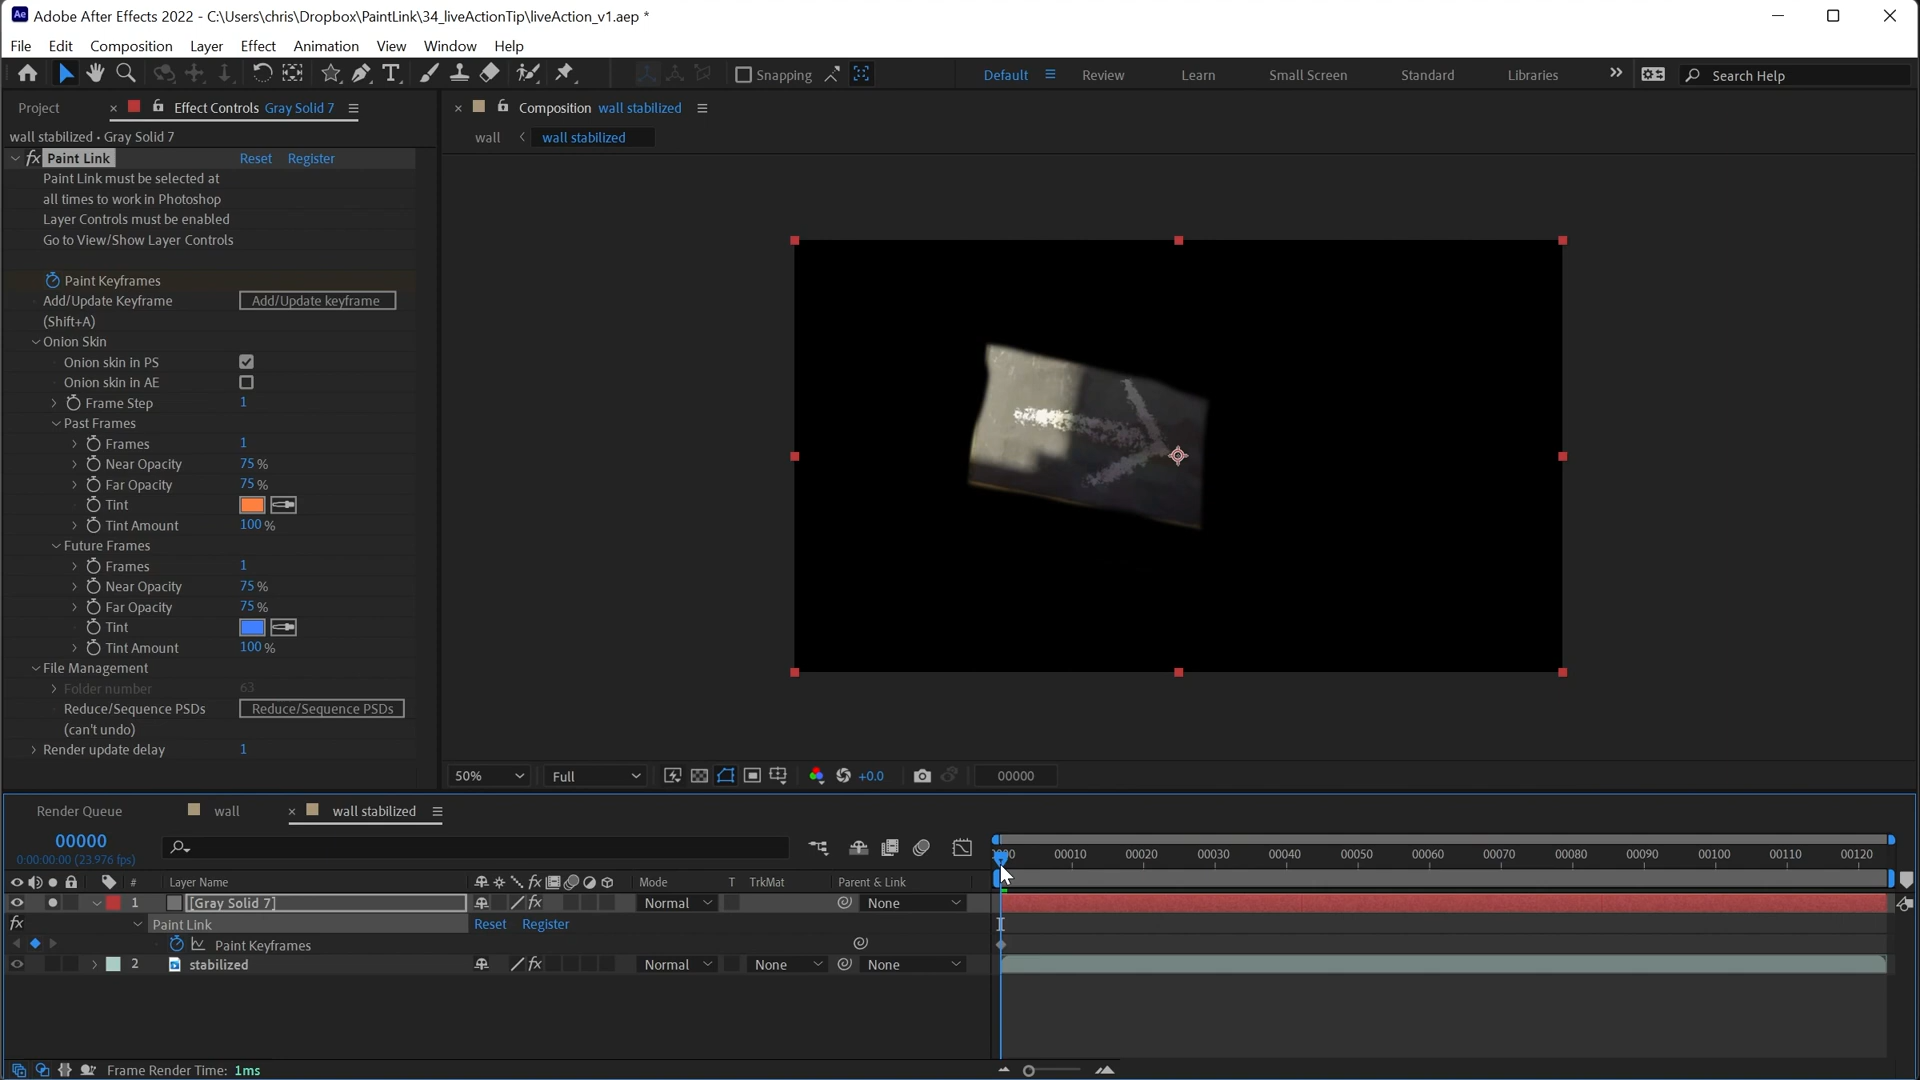 Adobe After Effects 2022 - C:\Users\chris\Dropbox\PaintLink\34_liveActionTip\liveAction_v1.aep *
File Edit Composition Layer Effect Animation View Window Help
Snapping Default Review Learn Small Screen Standard Libraries Search Help
Project Effect Controls Gray Solid 7
Composition wall stabilized
wall stabilized • Gray Solid 7
wall wall stabilized
fx Paint Link Reset Register
Paint Link must be selected at
all times to work in Photoshop
Layer Controls must be enabled
Go to View/Show Layer Controls
Paint Keyframes
Add/Update Keyframe Add/Update keyframe
(Shift+A)
Onion Skin
Onion skin in PS
Onion skin in AE
Frame Step 1
Past Frames
Frames 1
Near Opacity 75 %
Far Opacity 75 %
Tint
Tint Amount 100 %
Future Frames
Frames 1
Near Opacity 75 %
Far Opacity 75 %
Tint
Tint Amount 100 %
File Management
Folder number 63
Reduce/Sequence PSDs Reduce/Sequence PSDs
(can't undo)
Render update delay 1
50% Full +0.0 00000
Render Queue wall wall stabilized
00000
0:00:00:00 (23.976 fps)
00010 00020 00030 00040 00050 00060 00070 00080 00090 00100 00110 00120
# Layer Name fx Mode T TrkMat Parent & Link
1 [Gray Solid 7] fx Normal None
fx Paint Link Reset Register
Paint Keyframes
2 stabilized fx Normal None None
Frame Render Time: 1ms